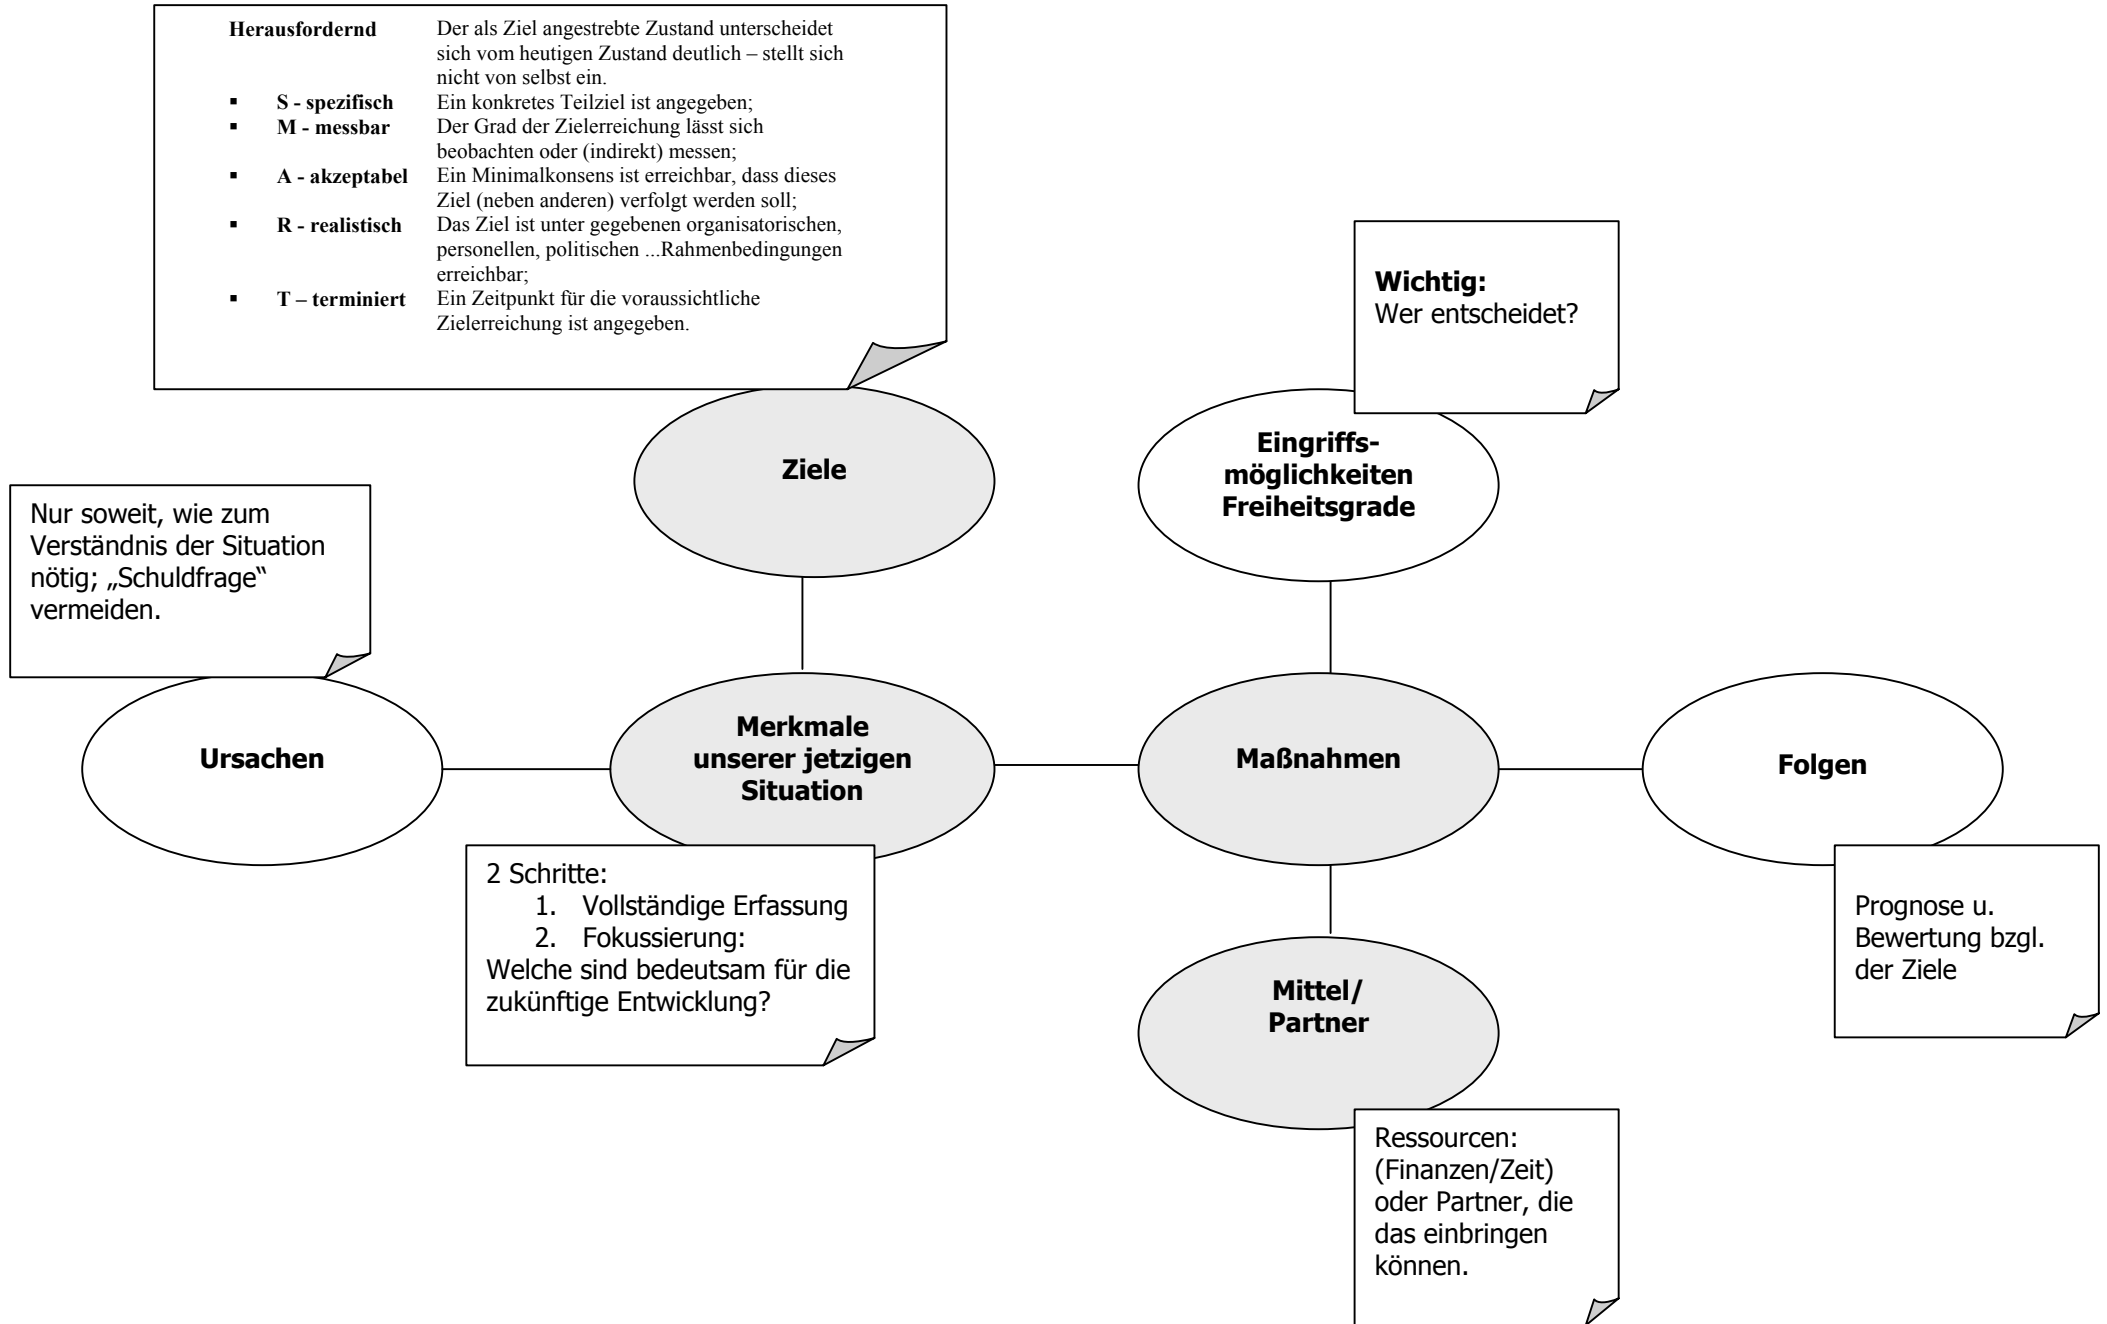 Herausfordernd Der als Ziel angestrebte Zustand unterscheidet
sich vom heutigen Zustand deutlich – stellt sich
nicht von selbst ein.
▪ S - spezifisch Ein konkretes Teilziel ist angegeben;
▪ M - messbar Der Grad der Zielerreichung lässt sich
beobachten oder (indirekt) messen;
▪ A - akzeptabel Ein Minimalkonsens ist erreichbar, dass dieses
Ziel (neben anderen) verfolgt werden soll;
▪ R - realistisch Das Ziel ist unter gegebenen organisatorischen,
personellen, politischen ...Rahmenbedingungen
erreichbar;
▪ T – terminiert Ein Zeitpunkt für die voraussichtliche
Zielerreichung ist angegeben.
Wichtig:
Wer entscheidet?
Ziele
Eingriffs-
möglichkeiten
Freiheitsgrade
Nur soweit, wie zum
Verständnis der Situation
nötig; „Schuldfrage“
vermeiden.
Ursachen
Merkmale
unserer jetzigen
Situation
Maßnahmen
Folgen
2 Schritte:
1. Vollständige Erfassung
2. Fokussierung:
Welche sind bedeutsam für die
zukünftige Entwicklung?
Prognose u.
Bewertung bzgl.
der Ziele
Mittel/
Partner
Ressourcen:
(Finanzen/Zeit)
oder Partner, die
das einbringen
können.